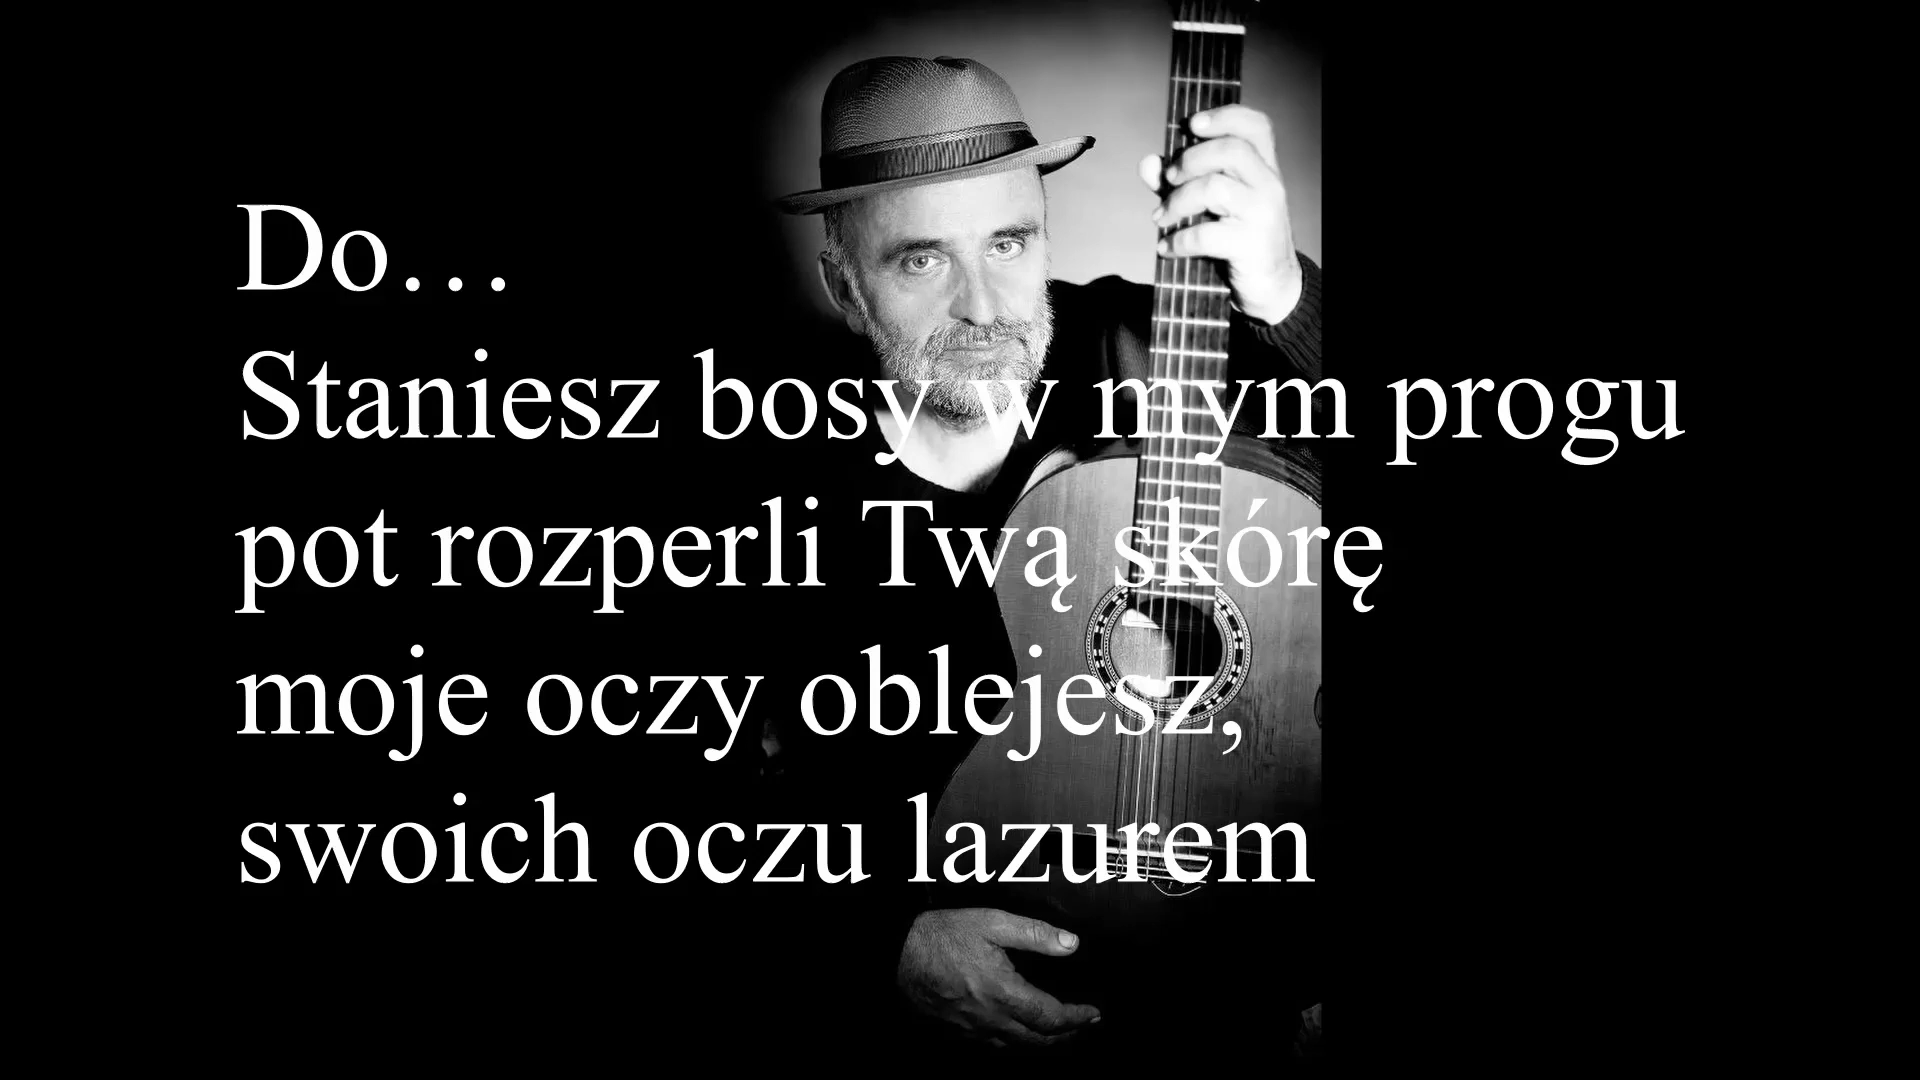 Do…
Staniesz bosy w mym progu
pot rozperli Twą skórę
moje oczy oblejesz,
swoich oczu lazurem